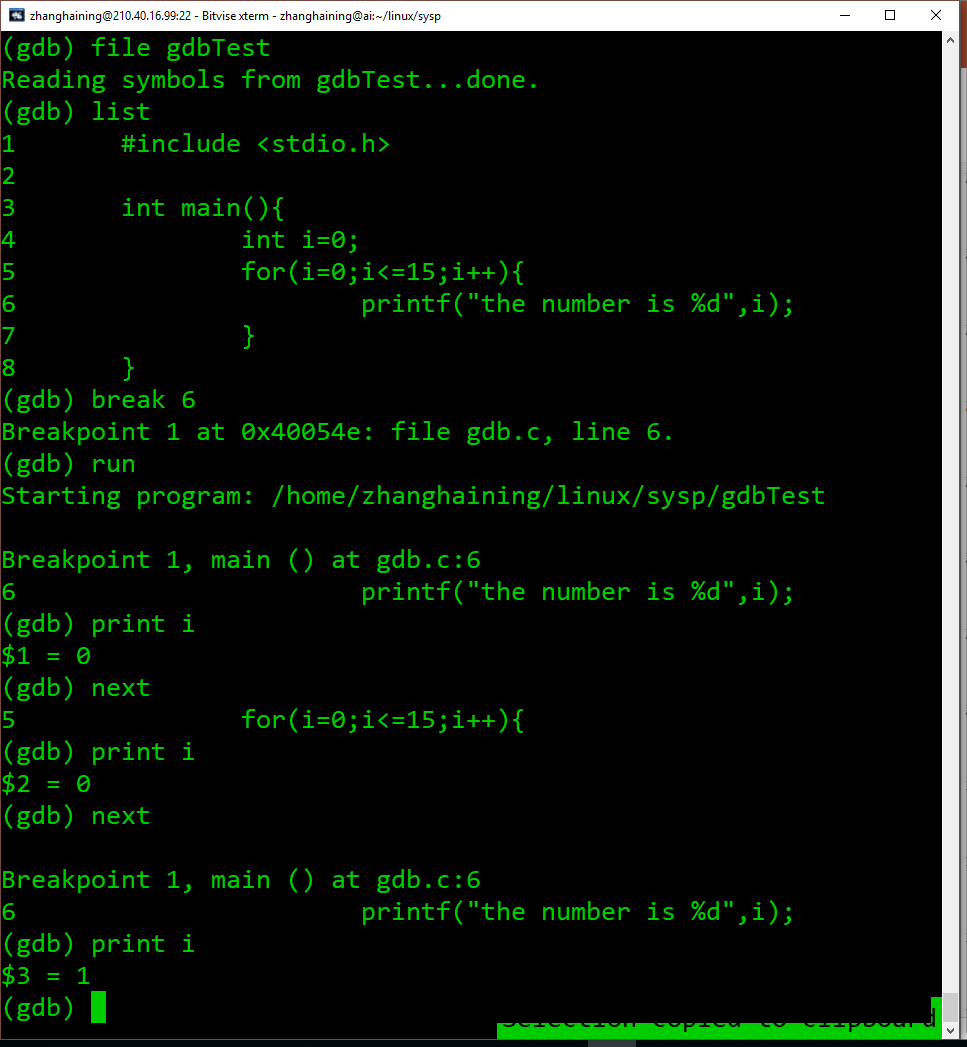 zhanghaining@210.40.16.99:22 - Bitvise xterm - zhanghaining@ai:~/linux/sysp
(gdb) file gdbTest
Reading symbols from gdbTest...done.
(gdb) list
1       #include <stdio.h>
2
3       int main(){
4               int i=0;
5               for(i=0;i<=15;i++){
6                       printf("the number is %d",i);
7               }
8       }
(gdb) break 6
Breakpoint 1 at 0x40054e: file gdb.c, line 6.
(gdb) run
Starting program: /home/zhanghaining/linux/sysp/gdbTest

Breakpoint 1, main () at gdb.c:6
6                       printf("the number is %d",i);
(gdb) print i
$1 = 0
(gdb) next
5               for(i=0;i<=15;i++){
(gdb) print i
$2 = 0
(gdb) next

Breakpoint 1, main () at gdb.c:6
6                       printf("the number is %d",i);
(gdb) print i
$3 = 1
(gdb)
Selection copied to clipboard